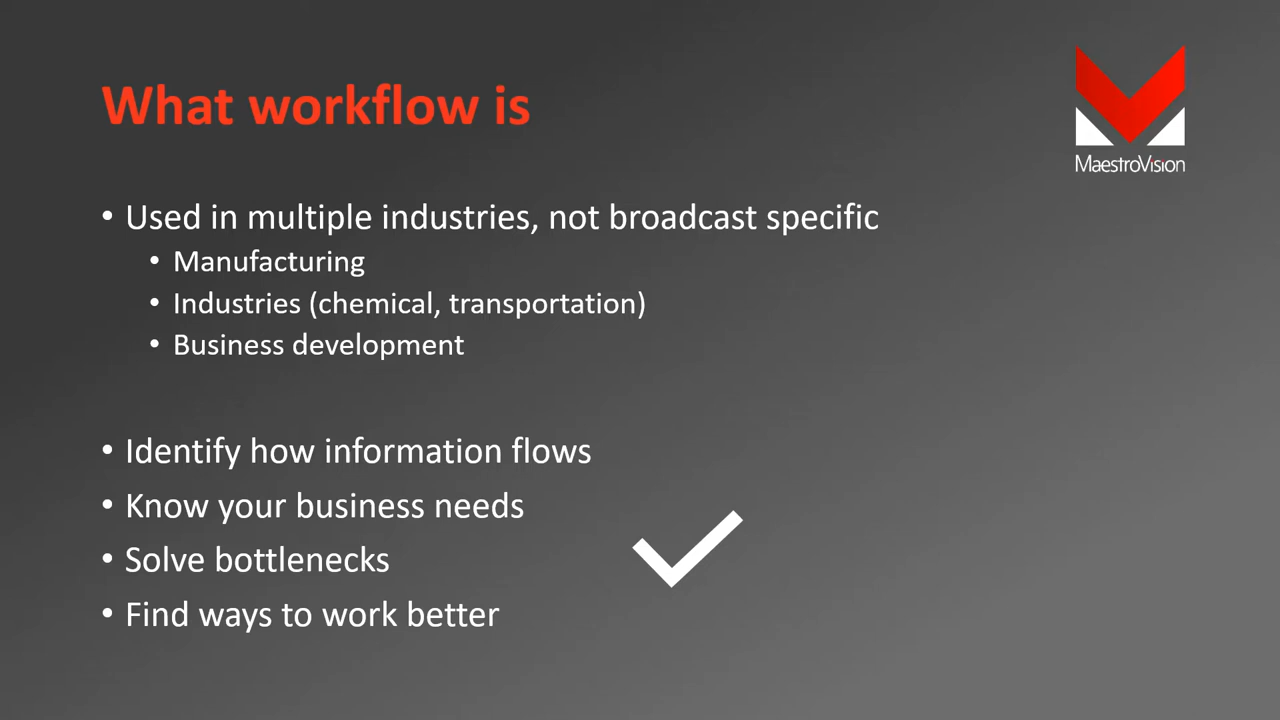 What workflow is
MaestroVision
• Used in multiple industries, not broadcast specific
• Manufacturing
• Industries (chemical, transportation)
• Business development
• Identify how information flows
• Know your business needs
• Solve bottlenecks
• Find ways to work better